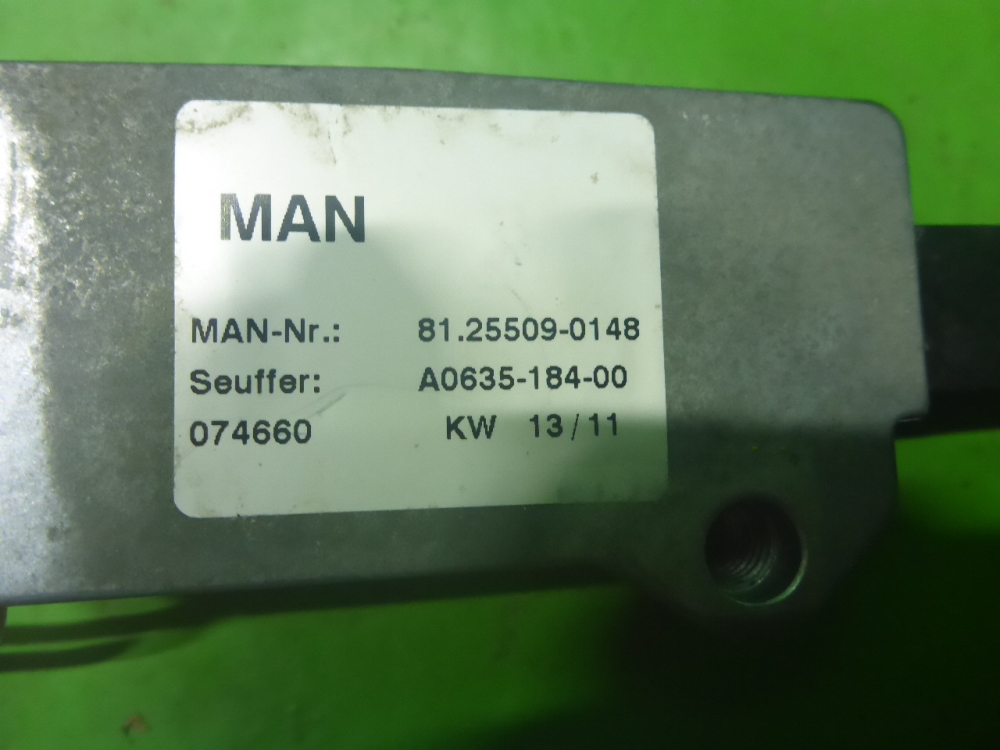 MAN
MAN-Nr.: 81.25509-0148
Seuffer: A0635-184-00
074660 KW 13/11